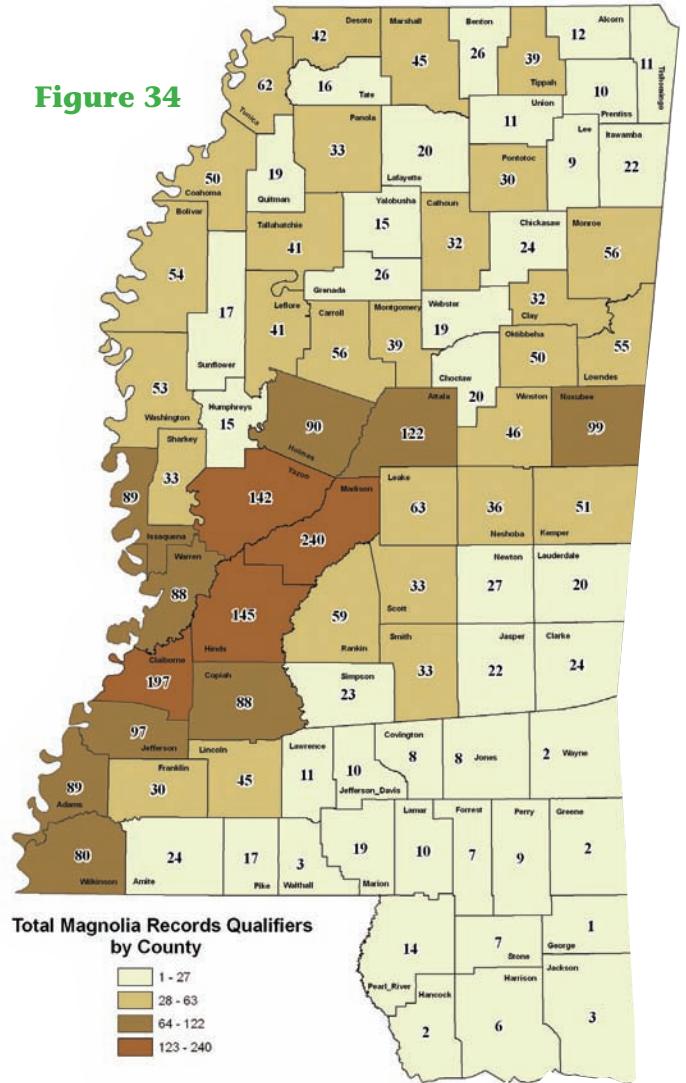 Figure 34
Desoto
42
Marshall
45
Benton
26
Tippah
39
Alcorn
12
Tishomingo
11
Tunica
62
Tate
16
Panola
33
Lafayette
20
Union
11
Prentiss
10
Lee
9
Itawamba
22
Coahoma
50
Quitman
19
Pontotoc
30
Bolivar
54
Tallahatchie
41
Yalobusha
15
Calhoun
32
Chickasaw
24
Monroe
56
Sunflower
17
Leflore
41
Grenada
26
Carroll
56
Montgomery
39
Webster
19
Clay
32
Oktibbeha
50
Lowndes
55
Washington
53
Humphreys
15
Holmes
90
Attala
122
Choctaw
20
Winston
46
Noxubee
99
Sharkey
33
Issaquena
89
Yazoo
142
Madison
240
Leake
63
Neshoba
36
Kemper
51
Warren
88
Hinds
145
Rankin
59
Scott
33
Newton
27
Lauderdale
20
Claiborne
197
Copiah
88
Simpson
23
Smith
33
Jasper
22
Clarke
24
Jefferson
97
Adams
89
Franklin
30
Lincoln
45
Lawrence
11
Jefferson_Davis
10
Covington
8
Jones
8
Wayne
2
Wilkinson
80
Amite
24
Pike
17
Walthall
3
Marion
19
Lamar
10
Forrest
7
Perry
9
Greene
2
Pearl_River
14
Stone
7
George
1
Hancock
2
Harrison
6
Jackson
3
Total Magnolia Records Qualifiers
by County
1 - 27
28 - 63
64 - 122
123 - 240